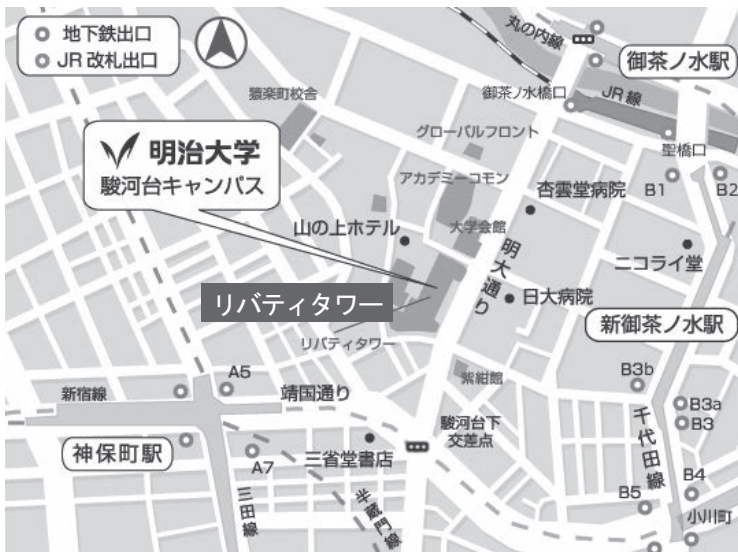 地下鉄出口
JR改札出口
丸の内線
御茶ノ水駅
猿楽町校舎
御茶ノ水橋口
JR線
グローバルフロント
聖橋口
明治大学
駿河台キャンパス
アカデミーコモン
杏雲堂病院
B1
B2
山の上ホテル
大学会館
明大通り
ニコライ堂
リバティタワー
日大病院
新御茶ノ水駅
リバティタワー
紫紺館
B3b
新宿線
A5
靖国通り
千代田線
B3a
B3
駿河台下
交差点
神保町駅
A7
三省堂書店
B4
三田線
半蔵門線
B5
小川町